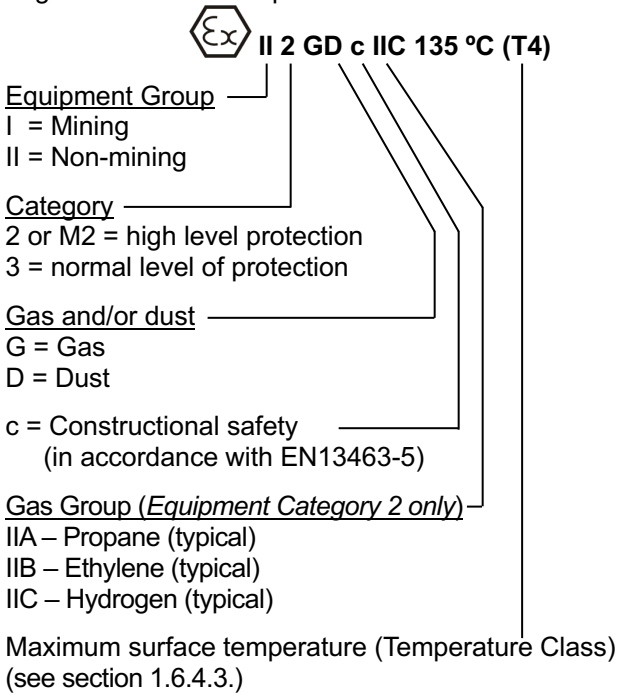 Ex II 2 GD c IIC 135 ºC (T4)
Equipment Group
I = Mining
II = Non-mining
Category
2 or M2 = high level protection
3 = normal level of protection
Gas and/or dust
G = Gas
D = Dust
c = Constructional safety
(in accordance with EN13463-5)
Gas Group (Equipment Category 2 only)
IIA – Propane (typical)
IIB – Ethylene (typical)
IIC – Hydrogen (typical)
Maximum surface temperature (Temperature Class)
(see section 1.6.4.3.)